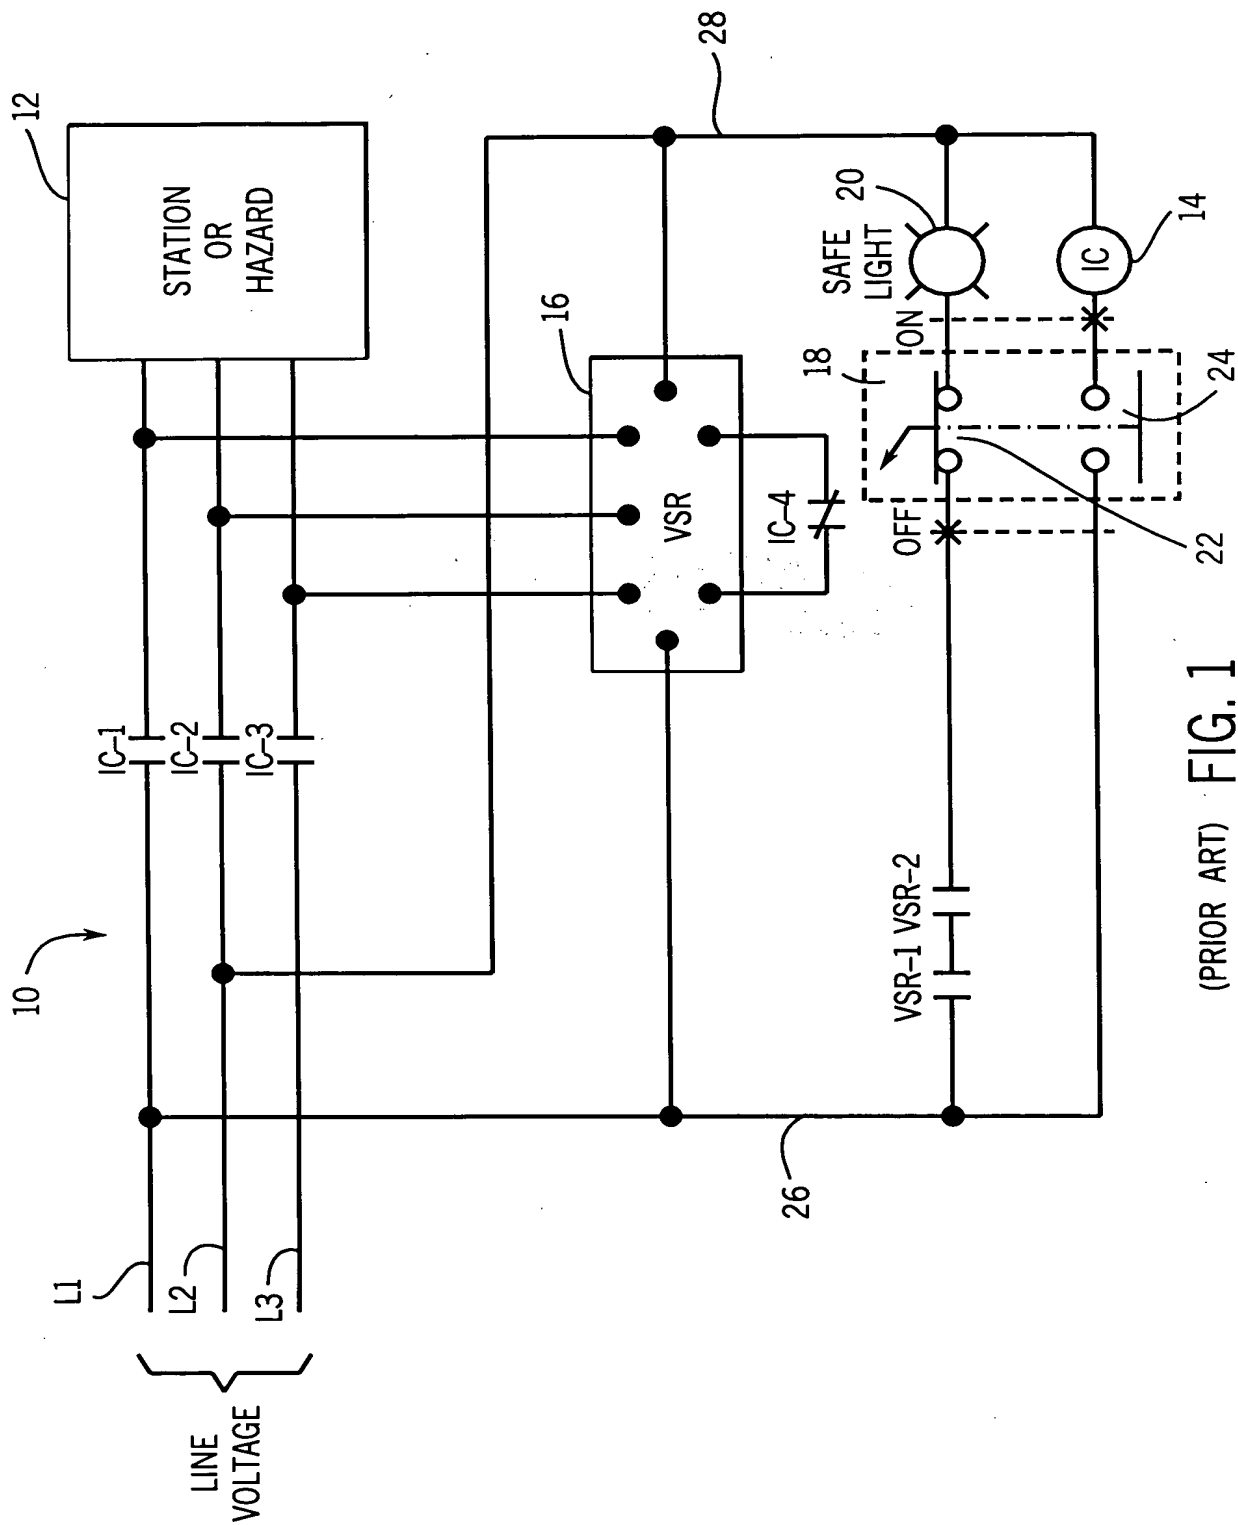 10
12
STATION
OR
HAZARD
L1
L2
L3
LINE
VOLTAGE
IC-1
IC-2
IC-3
28
16
VSR
IC-4
26
SAFE
LIGHT
20
ON
18
OFF
22
24
IC
14
VSR-1 VSR-2
(PRIOR ART) FIG. 1